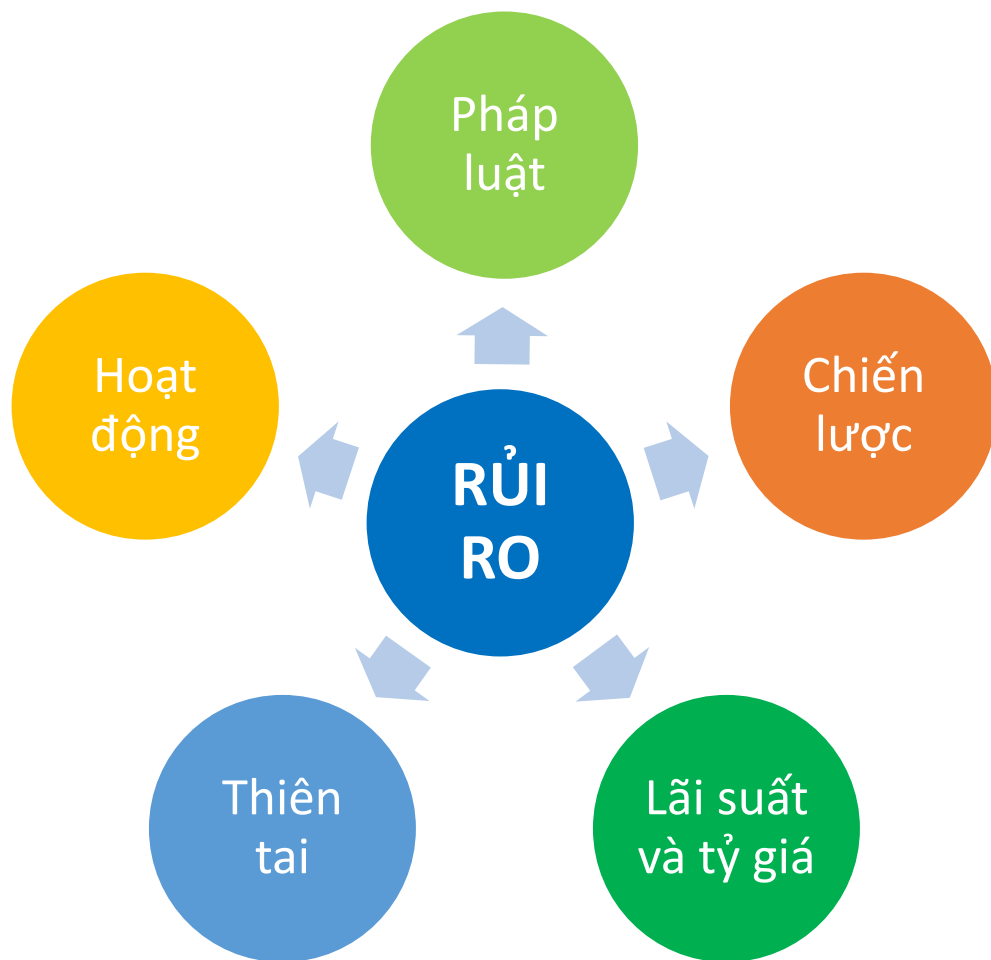 Pháp
luật
Hoạt
động
Chiến
lược
RỦI
RO
Thiên
tai
Lãi suất
và tỷ giá